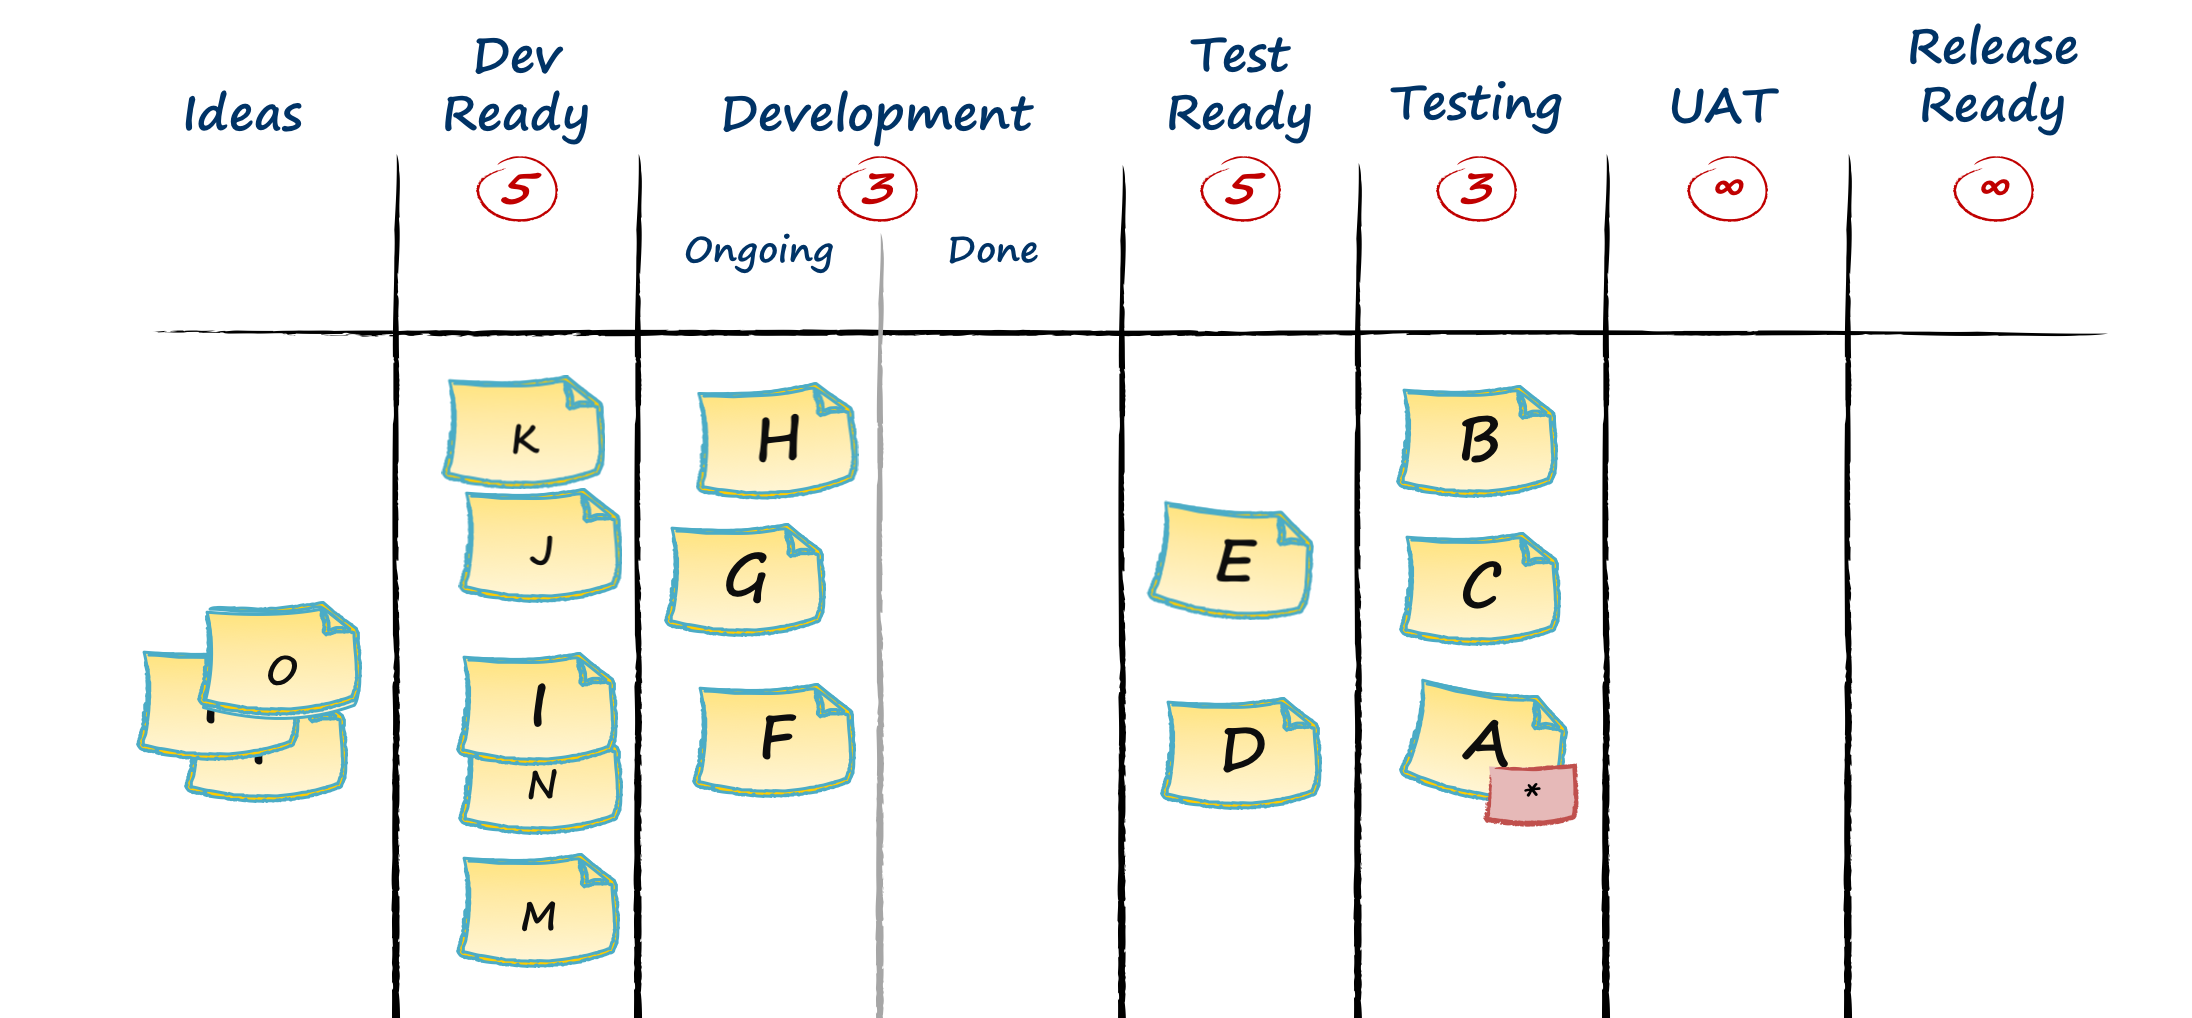 Ideas
Dev
Ready
5
Development
3
Ongoing
Done
Test
Ready
5
Testing
3
UAT
∞
Release
Ready
∞
O
K
J
I
N
M
H
G
F
E
D
B
C
A
*